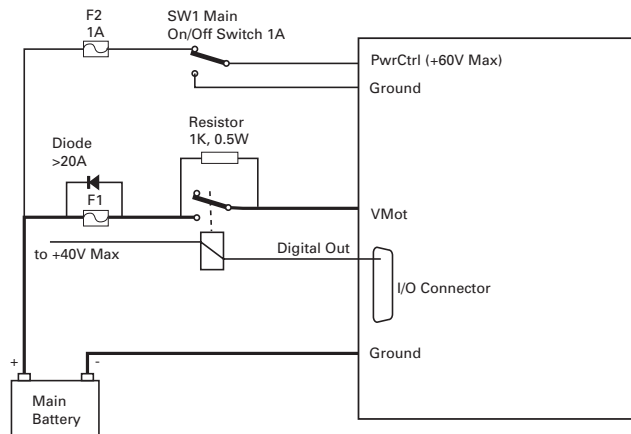 F2
1A
SW1 Main
On/Off Switch 1A
PwrCtrl (+60V Max)
Ground
Resistor
1K, 0.5W
Diode
>20A
F1
VMot
to +40V Max
Digital Out
I/O Connector
Ground
+
-
Main
Battery